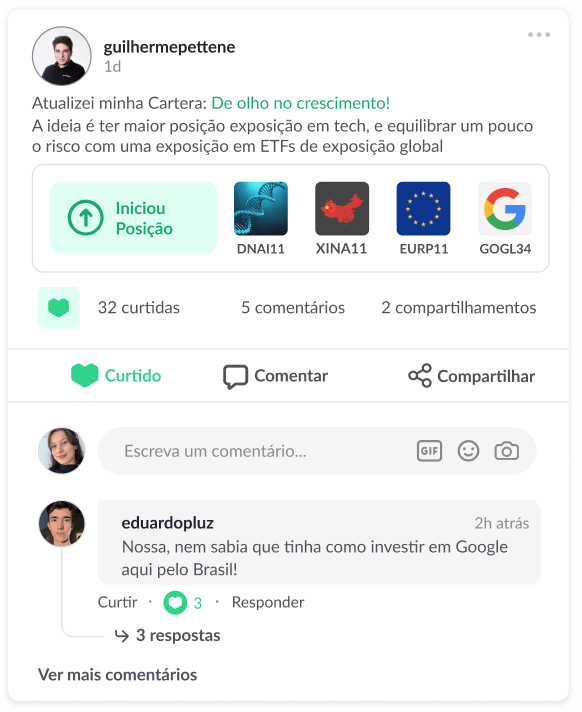 guilhermepettene
1d
Atualizei minha Cartera: De olho no crescimento!
A ideia é ter maior posição exposição em tech, e equilibrar um pouco
o risco com uma exposição em ETFs de exposição global
Iniciou
Posição
DNAI11
XINA11
EURP11
GOGL34
32 curtidas
5 comentários
2 compartilhamentos
Curtido
Comentar
Compartilhar
Escreva um comentário...
GIF
eduardopluz
2h atrás
Nossa, nem sabia que tinha como investir em Google
aqui pelo Brasil!
Curtir · 3 · Responder
3 respostas
Ver mais comentários